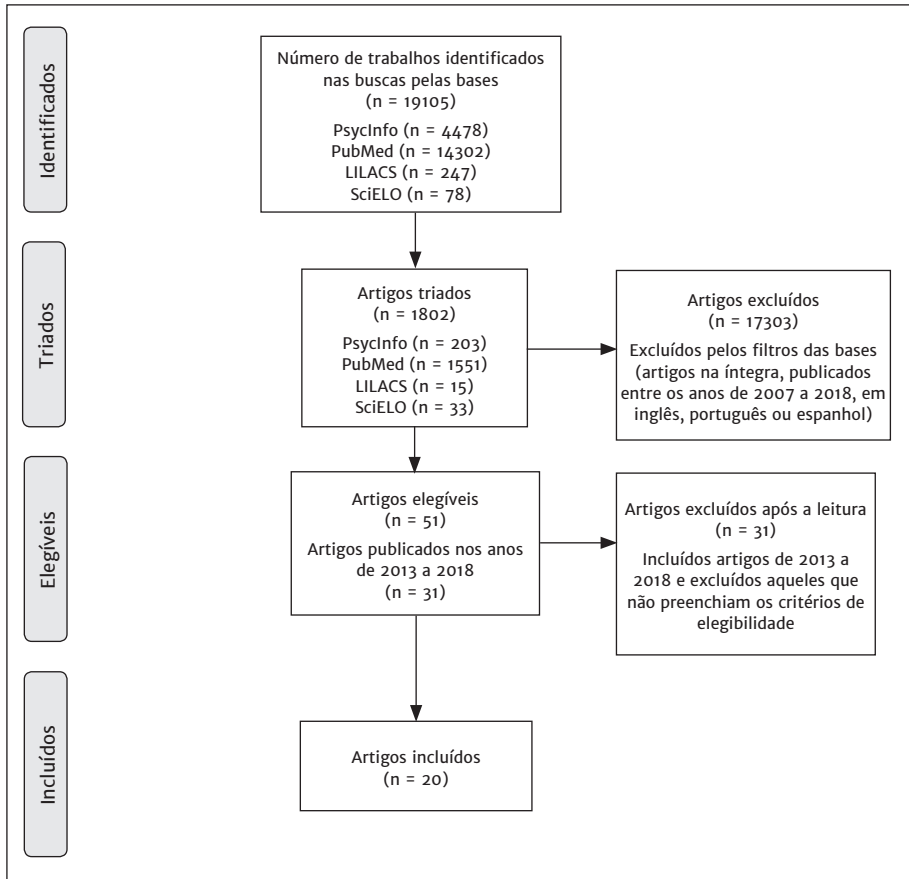 Identificados
Número de trabalhos identificados
nas buscas pelas bases
(n = 19105)
PsycInfo (n = 4478)
PubMed (n = 14302)
LILACS (n = 247)
SciELO (n = 78)
Triados
Artigos triados
(n = 1802)
PsycInfo (n = 203)
PubMed (n = 1551)
LILACS (n = 15)
SciELO (n = 33)
Artigos excluídos
(n = 17303)
Excluídos pelos filtros das bases
(artigos na íntegra, publicados
entre os anos de 2007 a 2018, em
inglês, português ou espanhol)
Elegíveis
Artigos elegíveis
(n = 51)
Artigos publicados nos anos
de 2013 a 2018
(n = 31)
Artigos excluídos após a leitura
(n = 31)
Incluídos artigos de 2013 a
2018 e excluídos aqueles que
não preenchiam os critérios de
elegibilidade
Incluídos
Artigos incluídos
(n = 20)